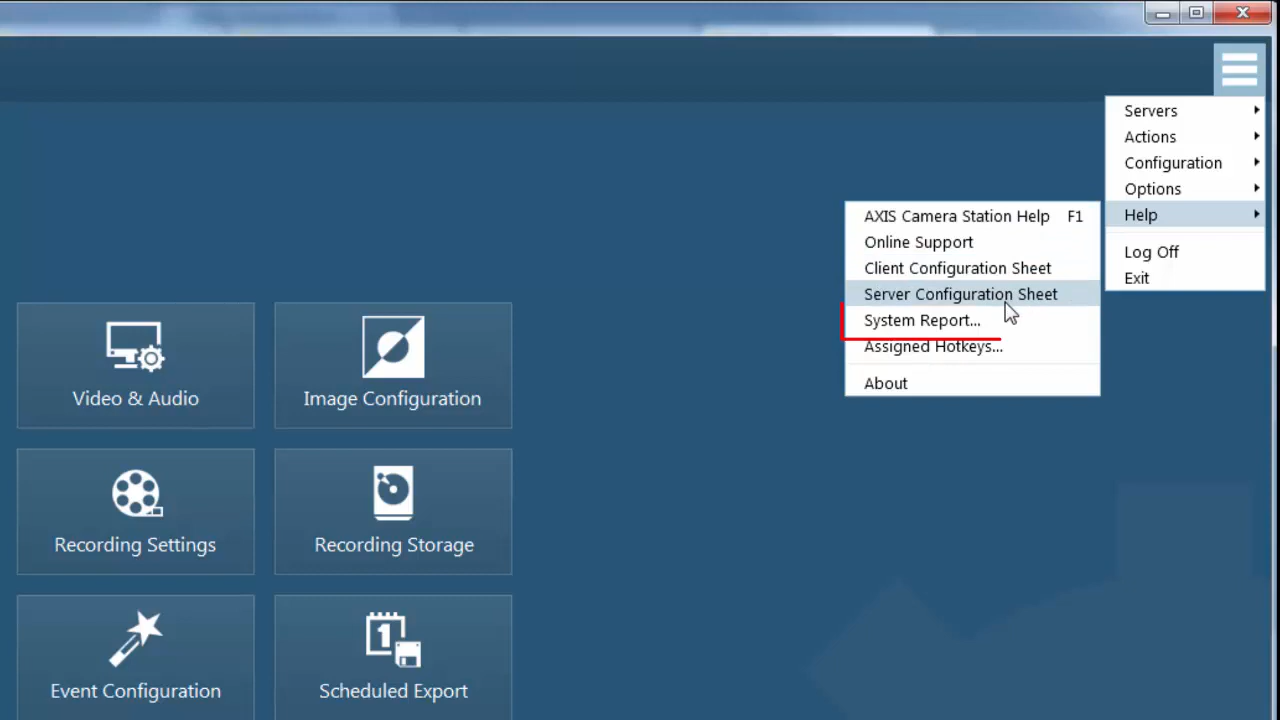 Servers
Actions
Configuration
Options
Help
Log Off
Exit
AXIS Camera Station Help F1
Online Support
Client Configuration Sheet
Server Configuration Sheet
System Report...
Assigned Hotkeys...
About
Video & Audio
Image Configuration
Recording Settings
Recording Storage
Event Configuration
1
Scheduled Export